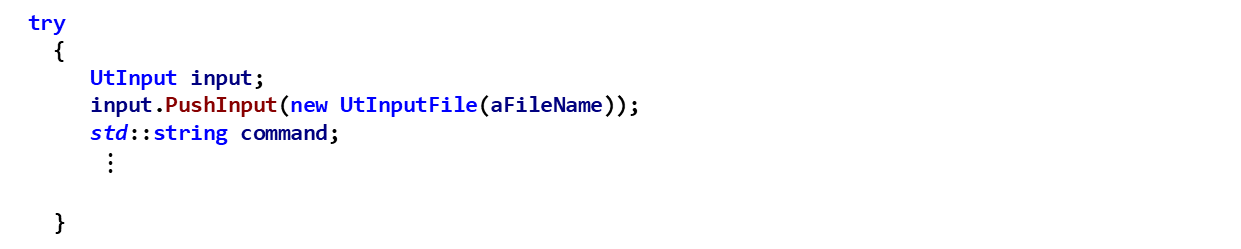 try
{
UtInput input;
input.PushInput(new UtInputFile(aFileName));
std::string command;
⋮
}